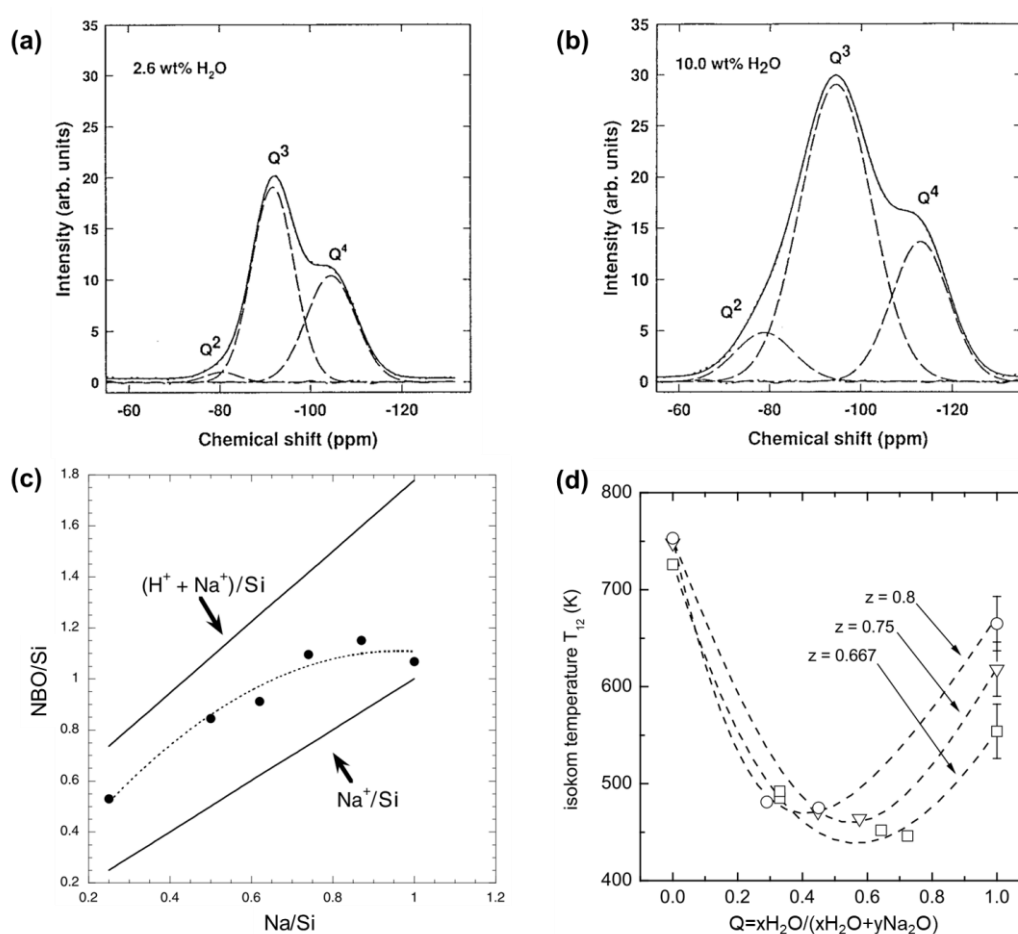 (a)
2.6 wt% H₂O
Q³
Q⁴
Q²
35
30
25
20
15
10
5
0
Intensity (arb. units)
-60
-80
-100
-120
Chemical shift (ppm)
(b)
10.0 wt% H₂O
Q³
Q⁴
Q²
35
30
25
20
15
10
5
0
Intensity (arb. units)
-60
-80
-100
-120
Chemical shift (ppm)
(c)
1.8
1.6
1.4
1.2
1
0.8
0.6
0.4
0.2
NBO/Si
(H⁺ + Na⁺)/Si
Na⁺/Si
0.2
0.4
0.6
0.8
1
1.2
Na/Si
(d)
800
700
600
500
400
isokom temperature T₁₂ (K)
z = 0.8
z = 0.75
z = 0.667
0.0
0.2
0.4
0.6
0.8
1.0
Q=xH₂O/(xH₂O+yNa₂O)